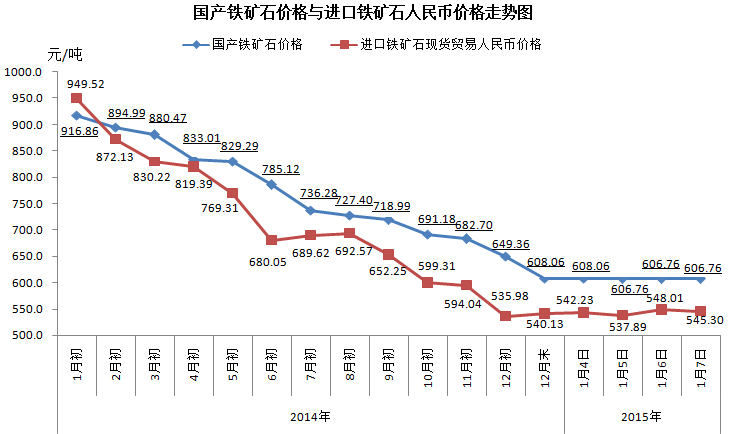 国产铁矿石价格与进口铁矿石人民币价格走势图
国产铁矿石价格 进口铁矿石现货贸易人民币价格
元/吨
1000.0
950.0
900.0
850.0
800.0
750.0
700.0
650.0
600.0
550.0
500.0
916.86 894.99 880.47 833.01 829.29 785.12 736.28 727.40 718.99 691.18 682.70 649.36 608.06 608.06 606.76 606.76 606.76
949.52 872.13 830.22 819.39 769.31 680.05 689.62 692.57 652.25 599.31 594.04 535.98 540.13 542.23 537.89 548.01 545.30
1月初 2月初 3月初 4月初 5月初 6月初 7月初 8月初 9月初 10月初 11月初 12月初 12月末 1月4日 1月5日 1月6日 1月7日
2014年 2015年